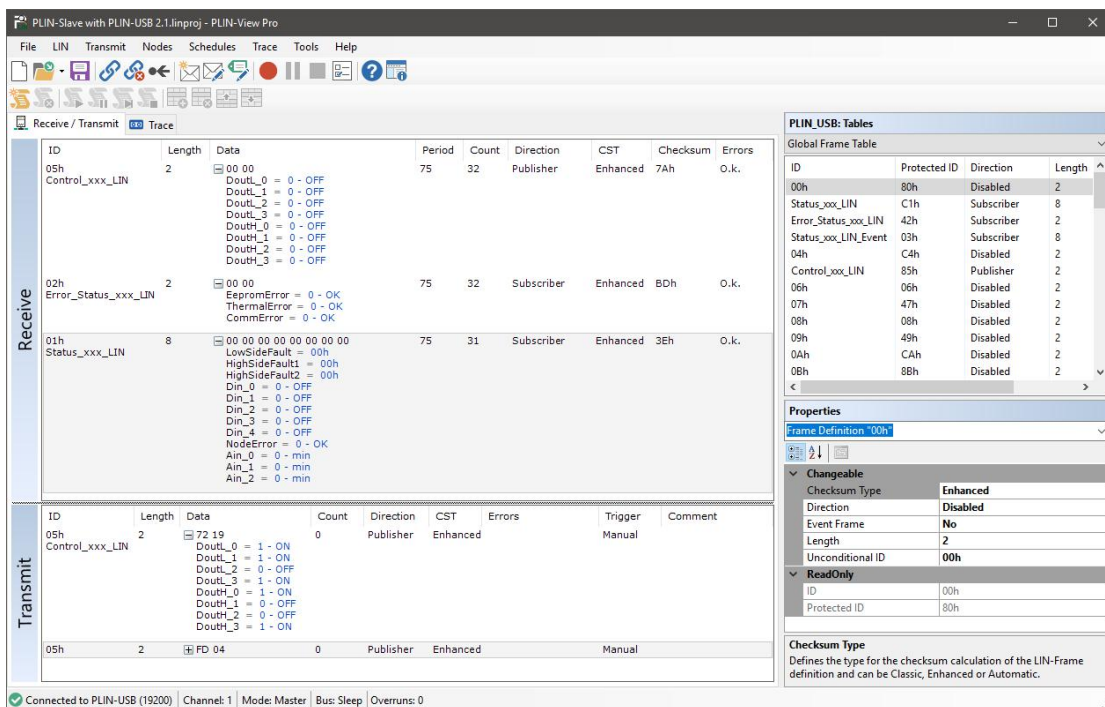 PLIN-Slave with PLIN-USB 2.1.linproj - PLIN-View Pro
File LIN Transmit Nodes Schedules Trace Tools Help
Receive / Transmit Trace
Receive
ID Length Data Period Count Direction CST Checksum Errors
05h 2 00 00 75 32 Publisher Enhanced 7Ah O.k.
Control_xxx_LIN DoutL_0 = 0 - OFF
DoutL_1 = 0 - OFF
DoutL_2 = 0 - OFF
DoutL_3 = 0 - OFF
DoutH_0 = 0 - OFF
DoutH_1 = 0 - OFF
DoutH_2 = 0 - OFF
DoutH_3 = 0 - OFF
02h 2 00 00 75 32 Subscriber Enhanced BDh O.k.
Error_Status_xxx_LIN EepromError = 0 - OK
ThermalError = 0 - OK
CommError = 0 - OK
01h 8 00 00 00 00 00 00 00 00 75 31 Subscriber Enhanced 3Eh O.k.
Status_xxx_LIN LowSideFault = 00h
HighSideFault1 = 00h
HighSideFault2 = 00h
Din_0 = 0 - OFF
Din_1 = 0 - OFF
Din_2 = 0 - OFF
Din_3 = 0 - OFF
Din_4 = 0 - OFF
NodeError = 0 - OK
Ain_0 = 0 - min
Ain_1 = 0 - min
Ain_2 = 0 - min
Transmit
ID Length Data Count Direction CST Errors Trigger Comment
05h 2 72 19 0 Publisher Enhanced Manual
Control_xxx_LIN DoutL_0 = 1 - ON
DoutL_1 = 1 - ON
DoutL_2 = 0 - OFF
DoutL_3 = 1 - ON
DoutH_0 = 1 - ON
DoutH_1 = 0 - OFF
DoutH_2 = 0 - OFF
DoutH_3 = 1 - ON
05h 2 FD 04 0 Publisher Enhanced Manual
PLIN_USB: Tables
Global Frame Table
ID Protected ID Direction Length
00h 80h Disabled 2
Status_xxx_LIN C1h Subscriber 8
Error_Status_xxx_LIN 42h Subscriber 2
Status_xxx_LIN_Event 03h Subscriber 8
04h C4h Disabled 2
Control_xxx_LIN 85h Publisher 2
06h 06h Disabled 2
07h 47h Disabled 2
08h 08h Disabled 2
09h 49h Disabled 2
0Ah CAh Disabled 2
0Bh 8Bh Disabled 2
Properties
Frame Definition "00h"
Changeable
Checksum Type Enhanced
Direction Disabled
Event Frame No
Length 2
Unconditional ID 00h
ReadOnly
ID 00h
Protected ID 80h
Checksum Type
Defines the type for the checksum calculation of the LIN-Frame
definition and can be Classic, Enhanced or Automatic.
Connected to PLIN-USB (19200) Channel: 1 Mode: Master Bus: Sleep Overruns: 0